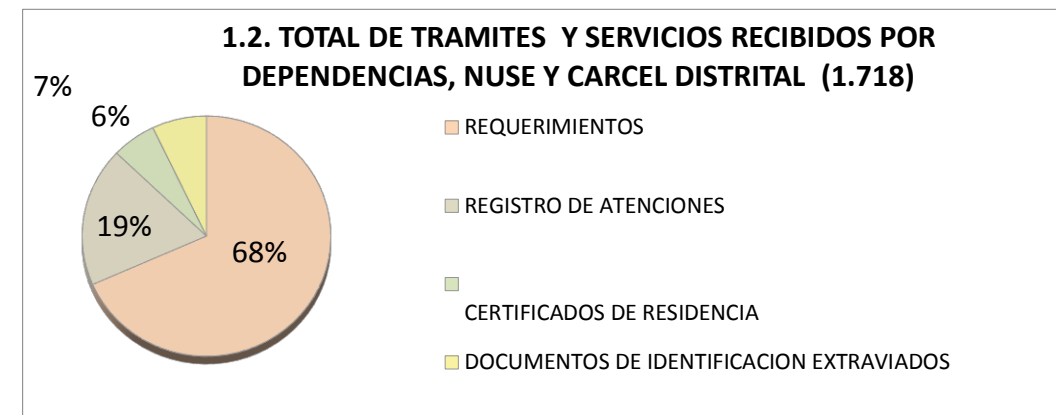 1.2. TOTAL DE TRAMITES  Y SERVICIOS RECIBIDOS POR
DEPENDENCIAS, NUSE Y CARCEL DISTRITAL  (1.718)
7%
6%
19%
68%
REQUERIMIENTOS
REGISTRO DE ATENCIONES
CERTIFICADOS DE RESIDENCIA
DOCUMENTOS DE IDENTIFICACION EXTRAVIADOS